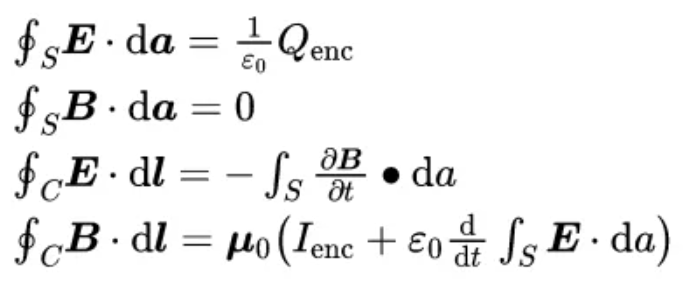 ∮_S E · da = 1/ε₀ Q_enc
∮_S B · da = 0
∮_C E · dl = − ∫_S ∂B/∂t • da
∮_C B · dl = μ₀(I_enc + ε₀ d/dt ∫_S E · da)